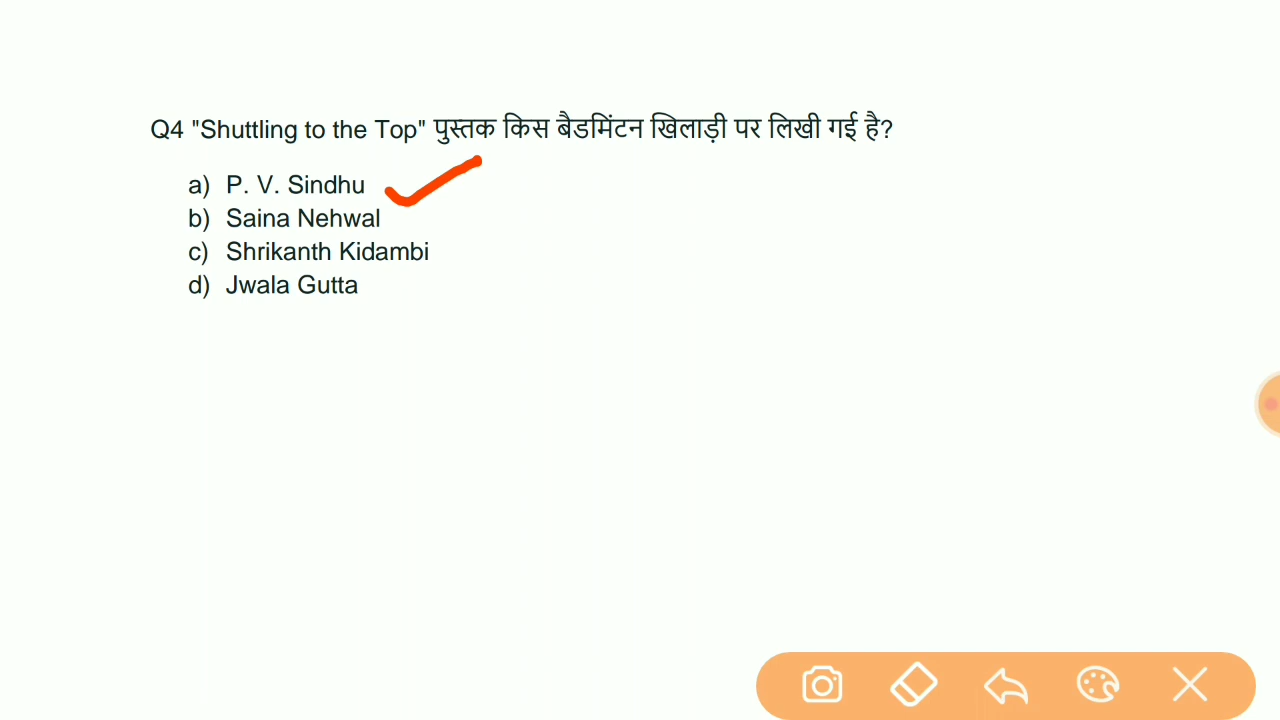 Q4 "Shuttling to the Top" पुस्तक किस बैडमिंटन खिलाड़ी पर लिखी गई है?
a) P. V. Sindhu
b) Saina Nehwal
c) Shrikanth Kidambi
d) Jwala Gutta